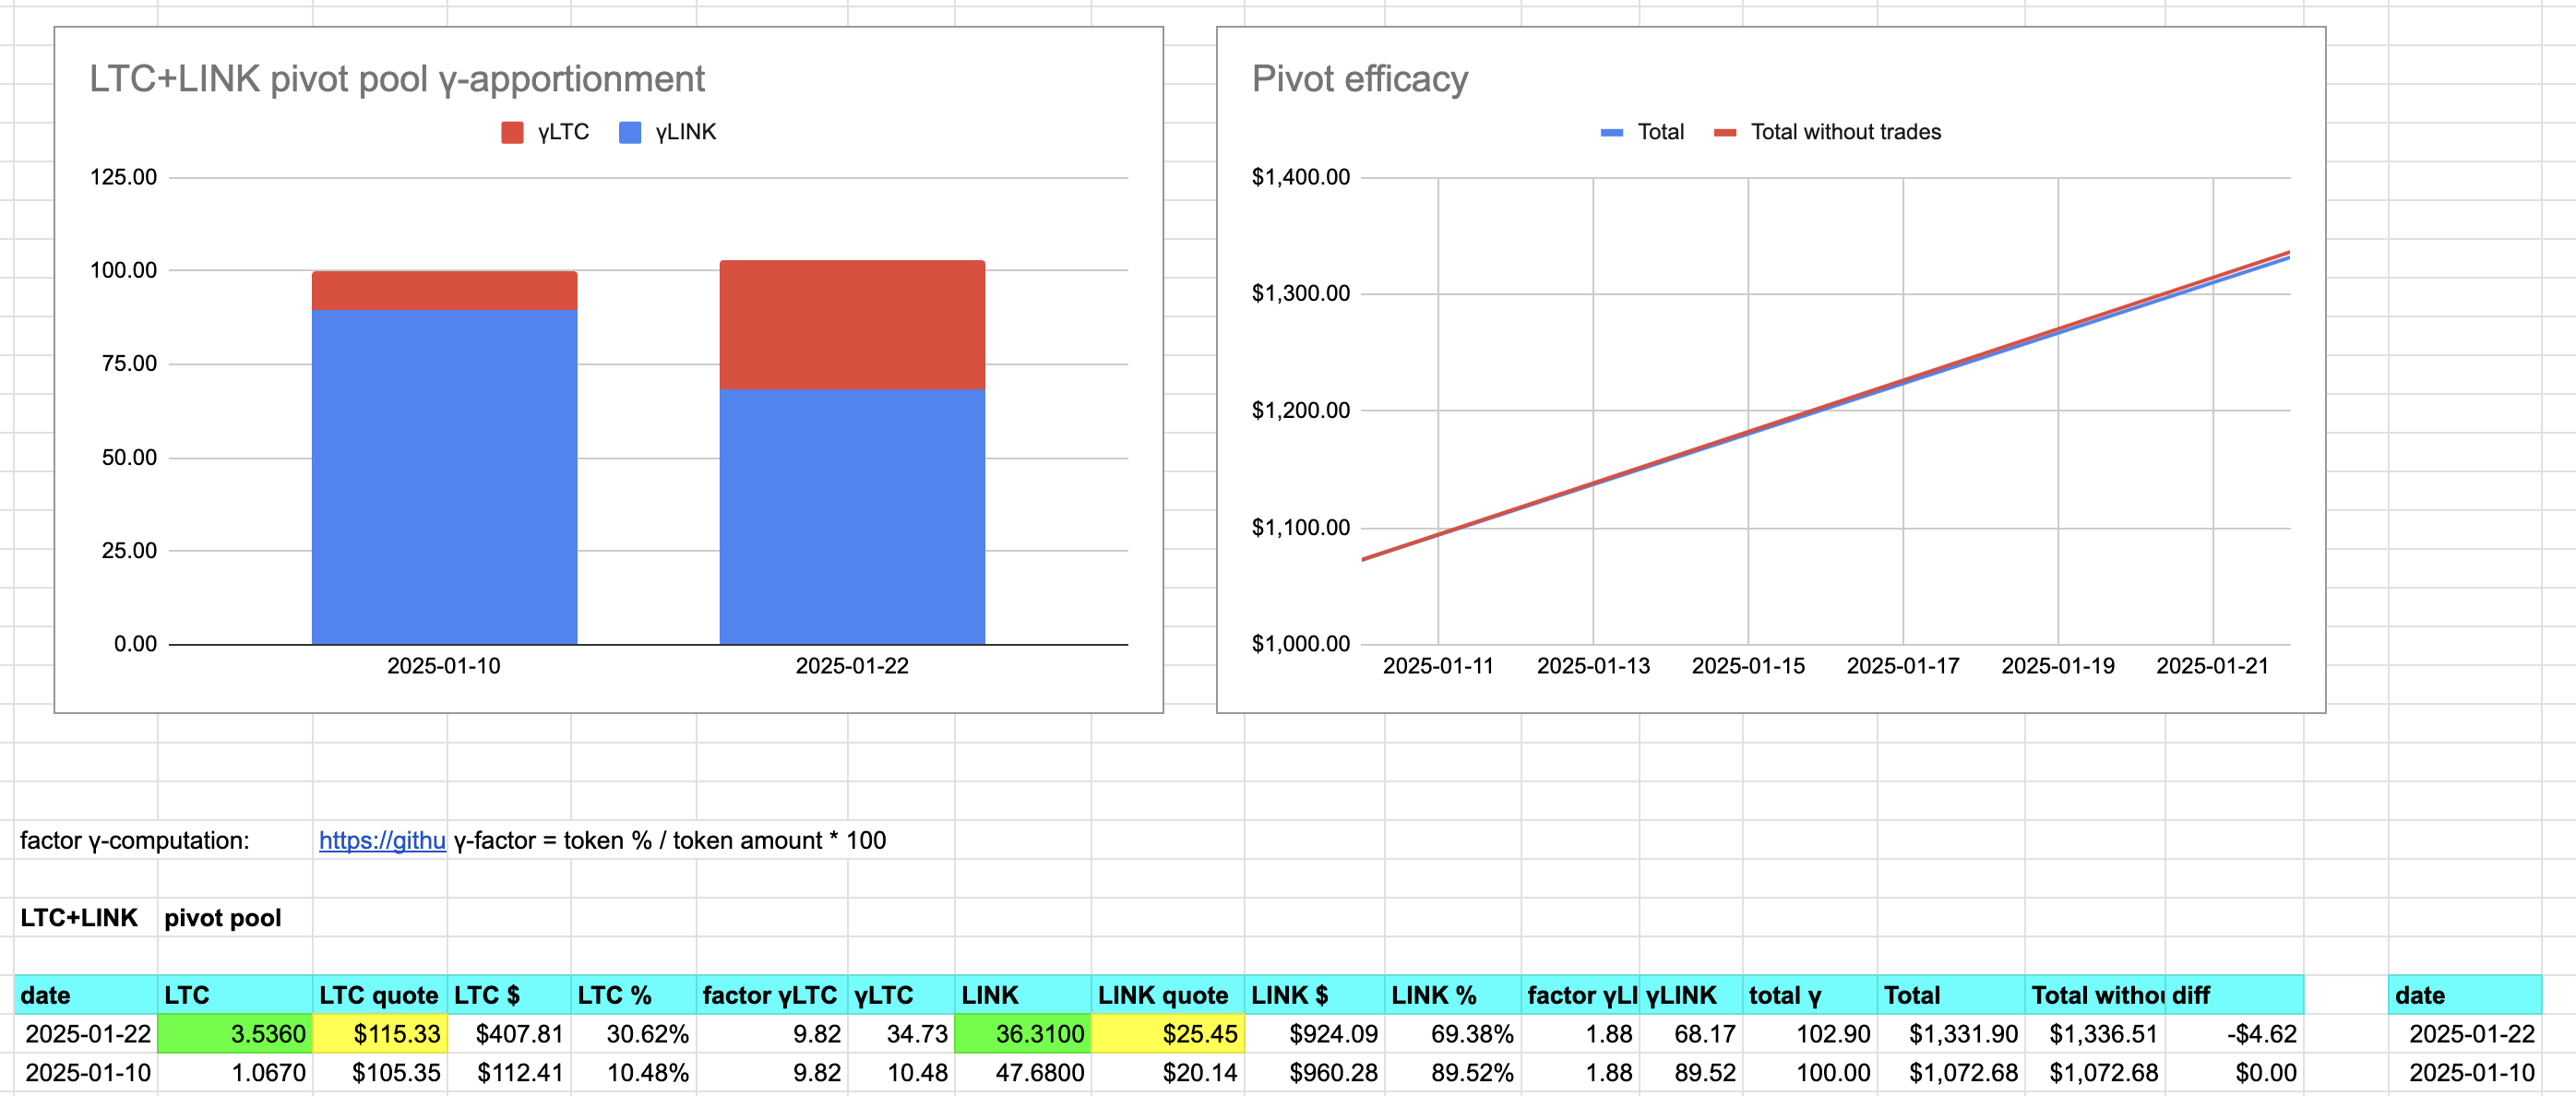 LTC+LINK pivot pool γ-apportionment
γLTC γLINK
125.00
100.00
75.00
50.00
25.00
0.00
2025-01-10 2025-01-22
Pivot efficacy
Total Total without trades
$1,400.00
$1,300.00
$1,200.00
$1,100.00
$1,000.00
2025-01-11 2025-01-13 2025-01-15 2025-01-17 2025-01-19 2025-01-21
factor γ-computation: https://githu γ-factor = token % / token amount * 100
LTC+LINK pivot pool
date LTC LTC quote LTC $ LTC % factor γLTC γLTC LINK LINK quote LINK $ LINK % factor γLI γLINK total γ Total Total withou diff date
2025-01-22 3.5360 $115.33 $407.81 30.62% 9.82 34.73 36.3100 $25.45 $924.09 69.38% 1.88 68.17 102.90 $1,331.90 $1,336.51 -$4.62 2025-01-22
2025-01-10 1.0670 $105.35 $112.41 10.48% 9.82 10.48 47.6800 $20.14 $960.28 89.52% 1.88 89.52 100.00 $1,072.68 $1,072.68 $0.00 2025-01-10